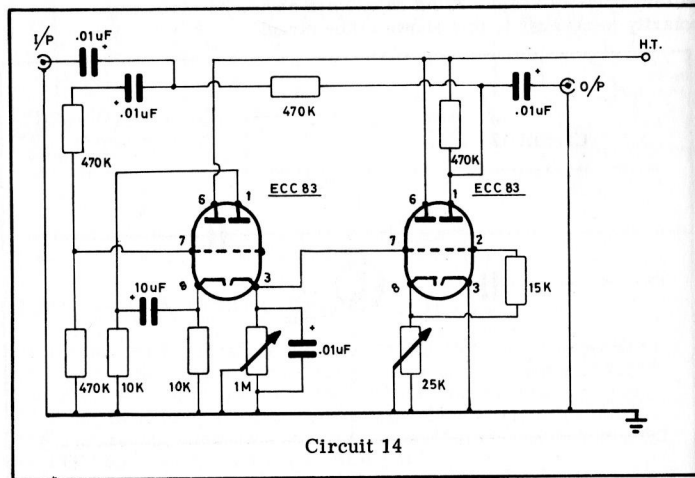 I/P
.01uF
+
H.T.
+
.01uF
470K
+
.01uF
O/P
470K
470K
6
1
ECC 83
6
1
ECC 83
7
7
2
10uF
+
8
3
8
3
15K
+
.01uF
470K
10K
10K
1M
25K
Circuit 14